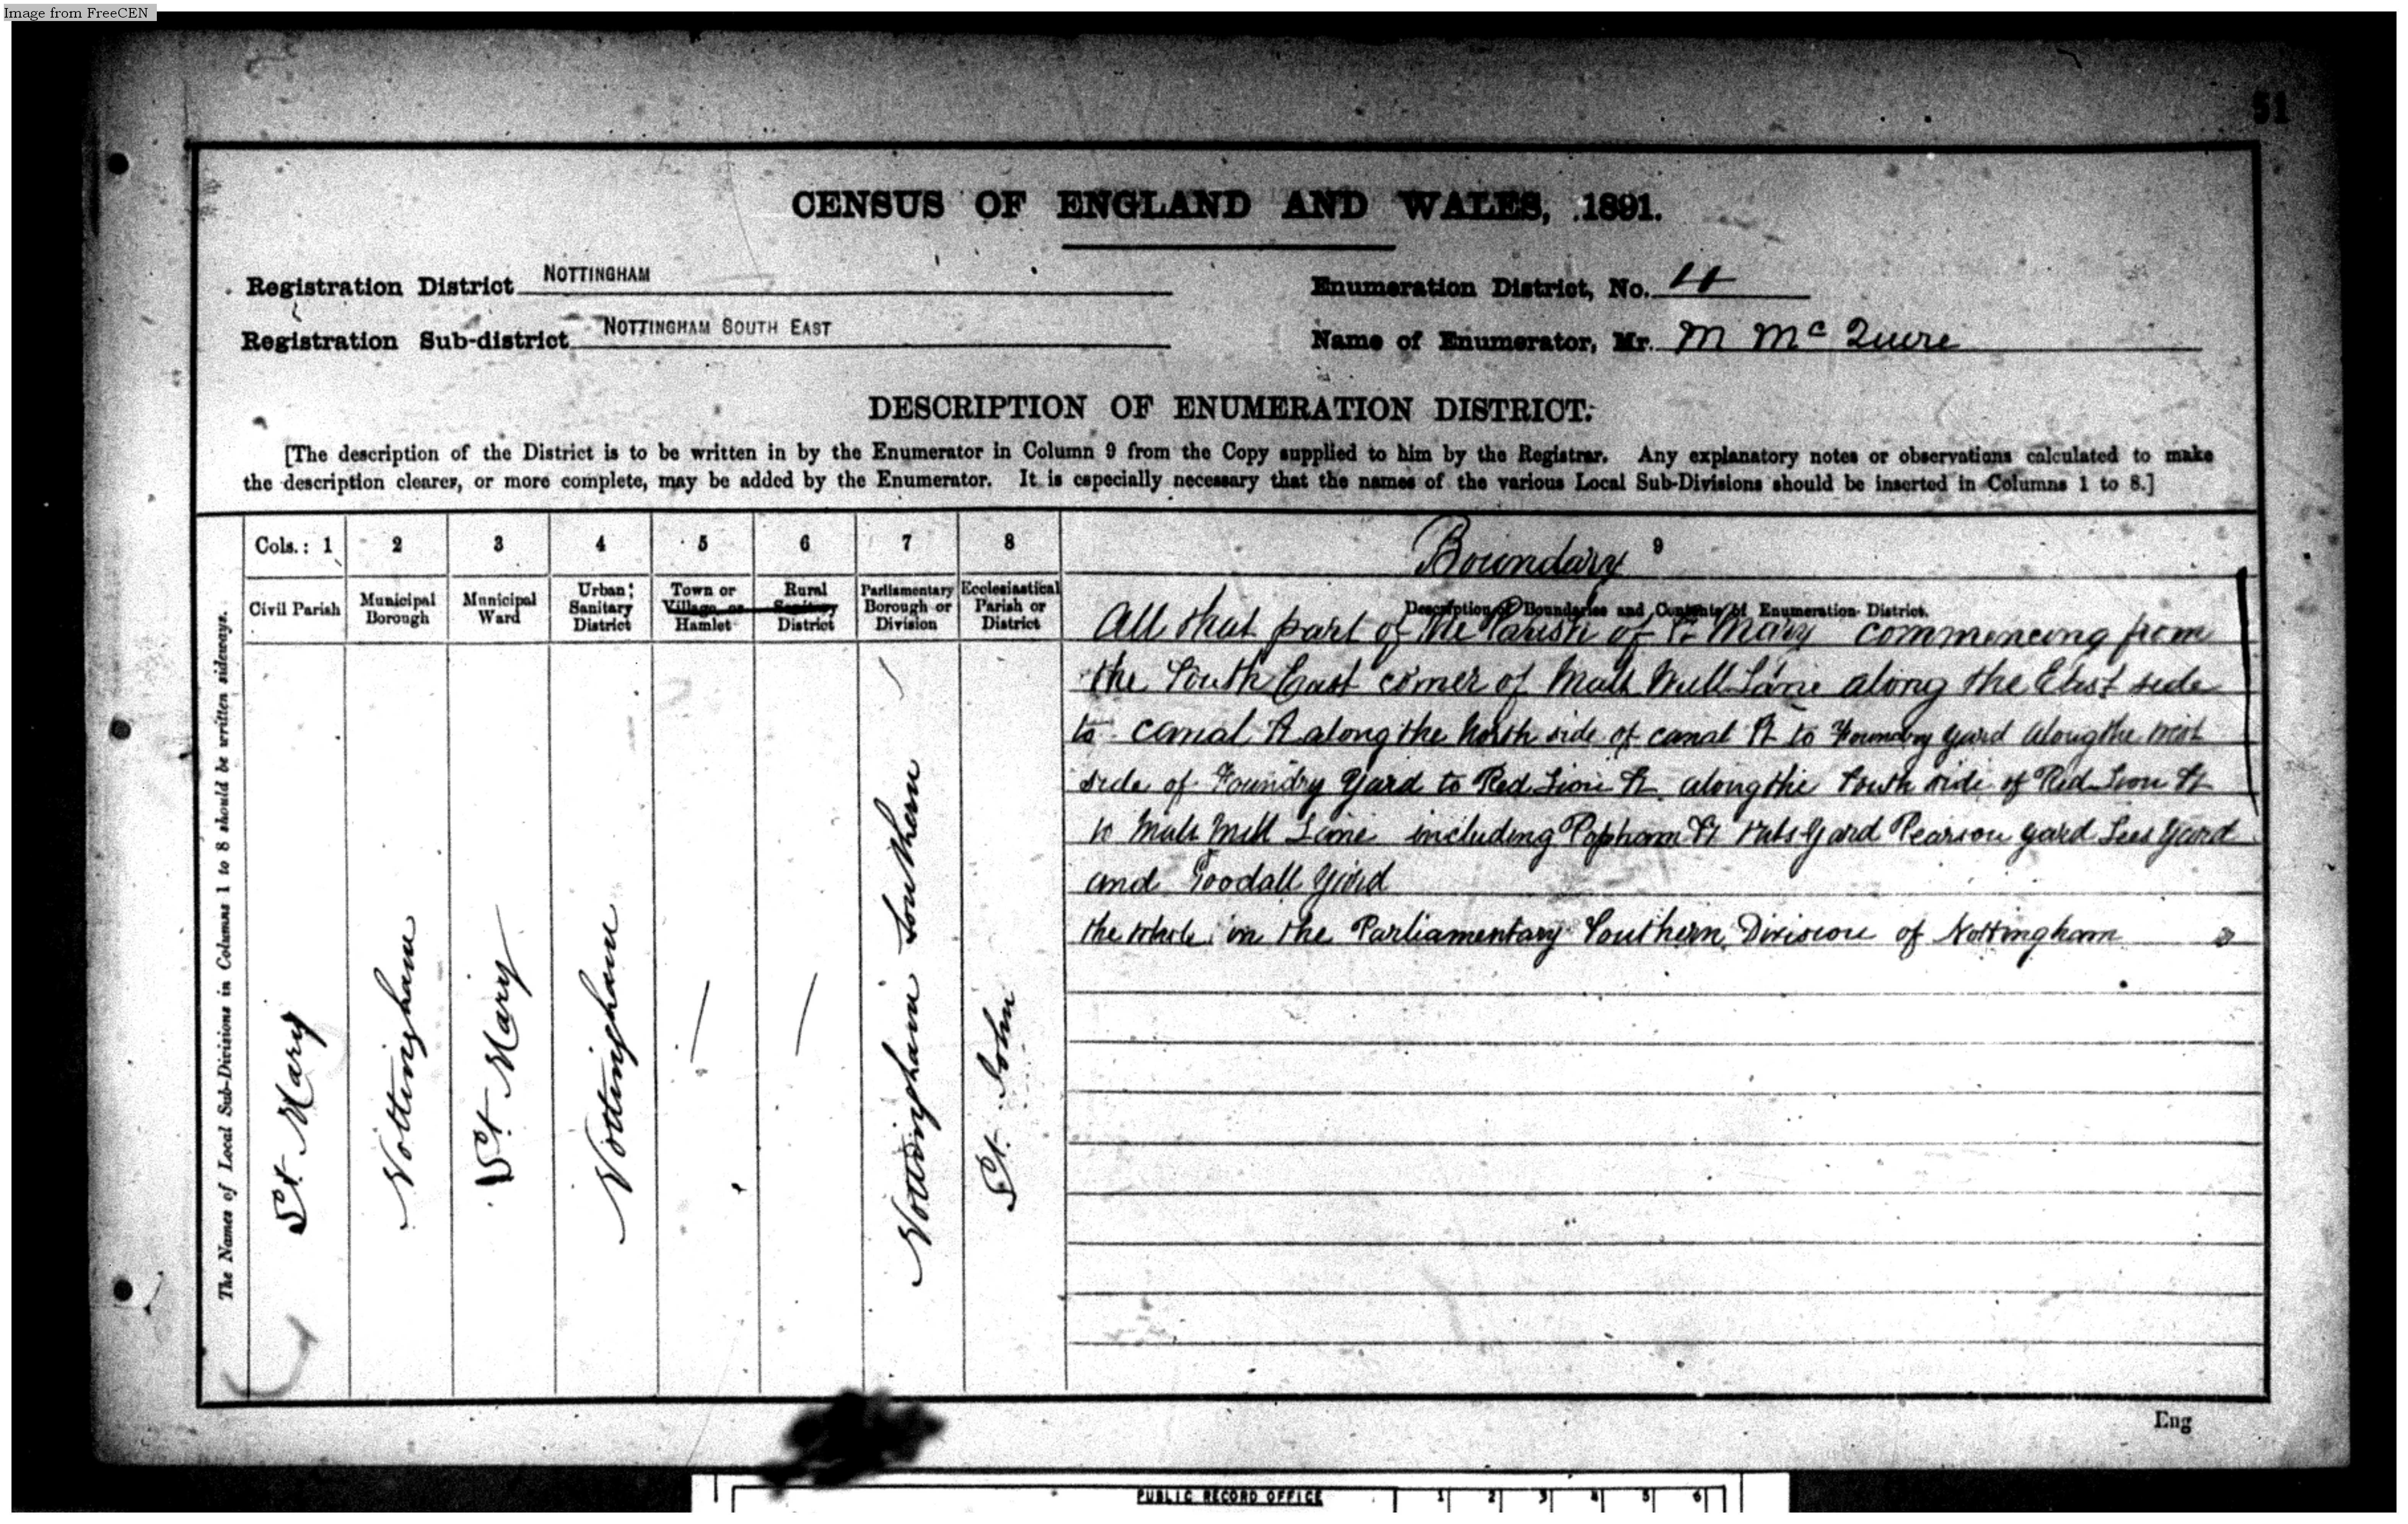 Image from FreeCEN
51
CENSUS OF ENGLAND AND WALES, 1891.
Registration District NOTTINGHAM
Enumeration District, No. 4
Registration Sub-district NOTTINGHAM SOUTH EAST
Name of Enumerator, Mr. M Mc
DESCRIPTION OF ENUMERATION DISTRICT.
[The description of the District is to be written in by the Enumerator in Column 9 from the Copy supplied to him by the Registrar. Any explanatory notes or observations calculated to make
the description clearer, or more complete, may be added by the Enumerator. It is especially necessary that the names of the various Local Sub-Divisions should be inserted in Columns 1 to 8.]
The Names of Local Sub-Divisions in Columns 1 to 8 should be written sideways.
Cols.: 1 2 3 4 5 6 7 8 9
Boundary
Civil Parish
Municipal Borough
Municipal Ward
Urban Sanitary District
Town or Village or Hamlet
Rural Sanitary District
Parliamentary Borough or Division
Ecclesiastical Parish or District
Description of Boundaries and Contents of Enumeration District.
St. Mary
Nottingham
St. Mary
Nottingham
Nottingham Southern
St. John
All that part of the Parish of St Mary commencing from
the South East corner of Malt Mill Lane along the East side
to canal St along the North side of canal St to Foundry yard along the west
side of Foundry Yard to Red Lion St along the South side of Red Lion St
to Malt Mill Lane including Popham St Yard Pearson yard Lees Yard
and Goodall Yard
the whole in the Parliamentary Southern Division of Nottingham
Eng
PUBLIC RECORD OFFICE 1 2 3 4 5 6